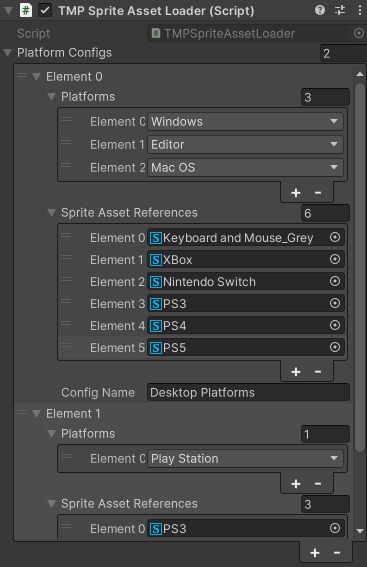 TMP Sprite Asset Loader (Script)
Script TMPSpriteAssetLoader
Platform Configs 2
Element 0
Platforms 3
Element 0 Windows
Element 1 Editor
Element 2 Mac OS
+ -
Sprite Asset References 6
Element 0 Keyboard and Mouse_Grey
Element 1 XBox
Element 2 Nintendo Switch
Element 3 PS3
Element 4 PS4
Element 5 PS5
+ -
Config Name Desktop Platforms
Element 1
Platforms 1
Element 0 Play Station
+ -
Sprite Asset References 3
Element 0 PS3
+ -